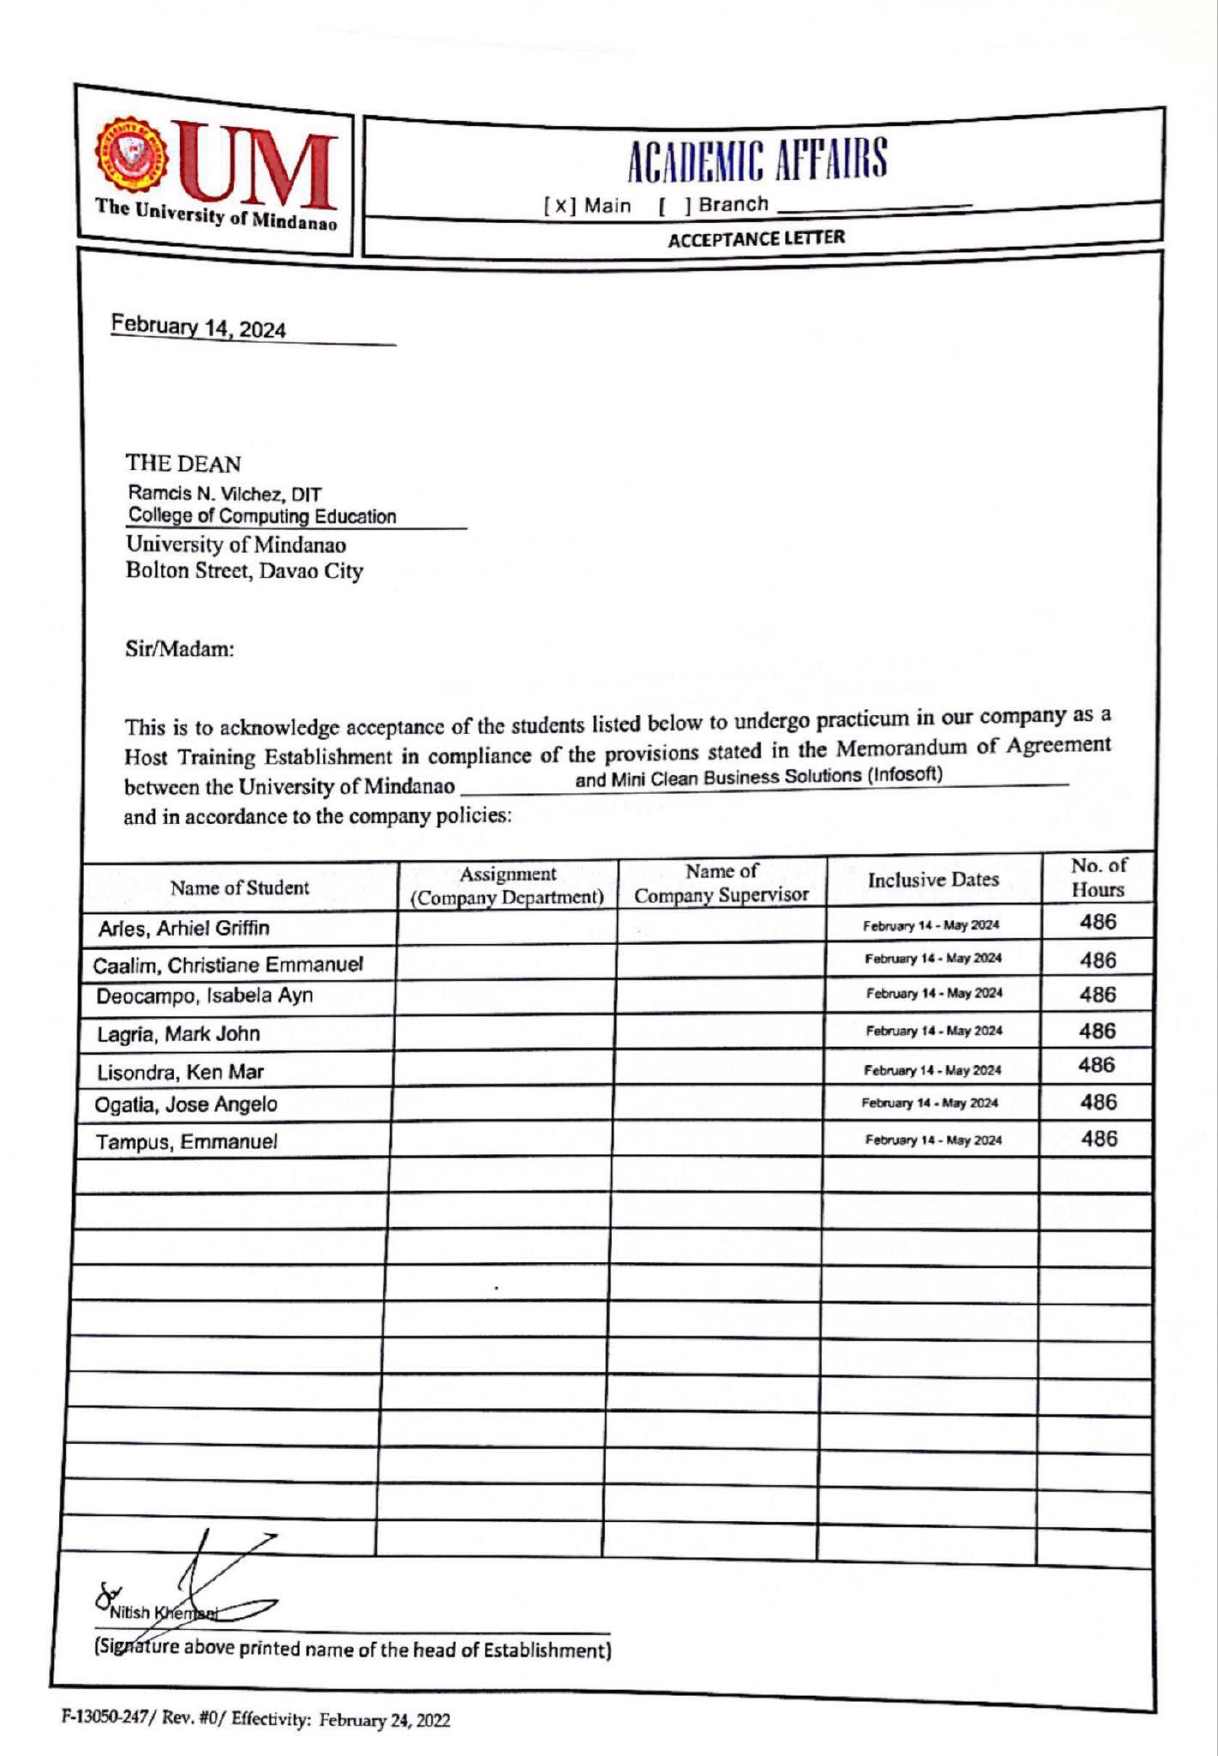 UM
The University of Mindanao
ACADEMIC AFFAIRS
[x] Main [ ] Branch
ACCEPTANCE LETTER
February 14, 2024
THE DEAN
Ramcis N. Vilchez, DIT
College of Computing Education
University of Mindanao
Bolton Street, Davao City
Sir/Madam:
This is to acknowledge acceptance of the students listed below to undergo practicum in our company as a
Host Training Establishment in compliance of the provisions stated in the Memorandum of Agreement
between the University of Mindanao and Mini Clean Business Solutions (Infosoft)
and in accordance to the company policies:
Name of Student Assignment (Company Department) Name of Company Supervisor Inclusive Dates No. of Hours
Arles, Arhiel Griffin February 14 - May 2024 486
Caalim, Christiane Emmanuel February 14 - May 2024 486
Deocampo, Isabela Ayn February 14 - May 2024 486
Lagria, Mark John February 14 - May 2024 486
Lisondra, Ken Mar February 14 - May 2024 486
Ogatia, Jose Angelo February 14 - May 2024 486
Tampus, Emmanuel February 14 - May 2024 486
Nitish Khemani
(Signature above printed name of the head of Establishment)
F-13050-247/ Rev. #0/ Effectivity: February 24, 2022